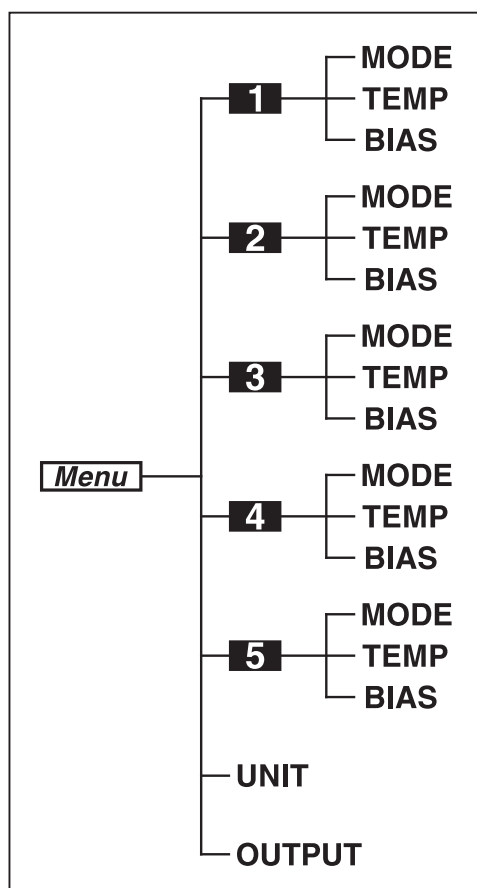 MODE
1 TEMP
BIAS
MODE
2 TEMP
BIAS
MODE
3 TEMP
BIAS
Menu
MODE
4 TEMP
BIAS
MODE
5 TEMP
BIAS
UNIT
OUTPUT